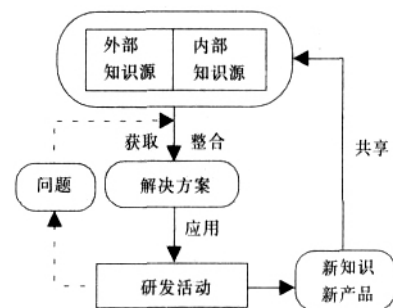 外部 内部
知识源 知识源
获取 整合
共享
问题
解决方案
应用
研发活动
新知识
新产品